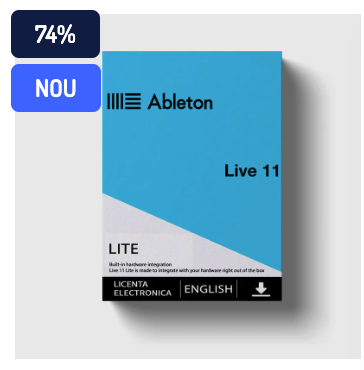 74%
NOU
Ableton
Live 11
LITE
Built-in hardware integration
Live 11 Lite is made to integrate with your hardware right out of the box
LICENTA
ELECTRONICA
ENGLISH